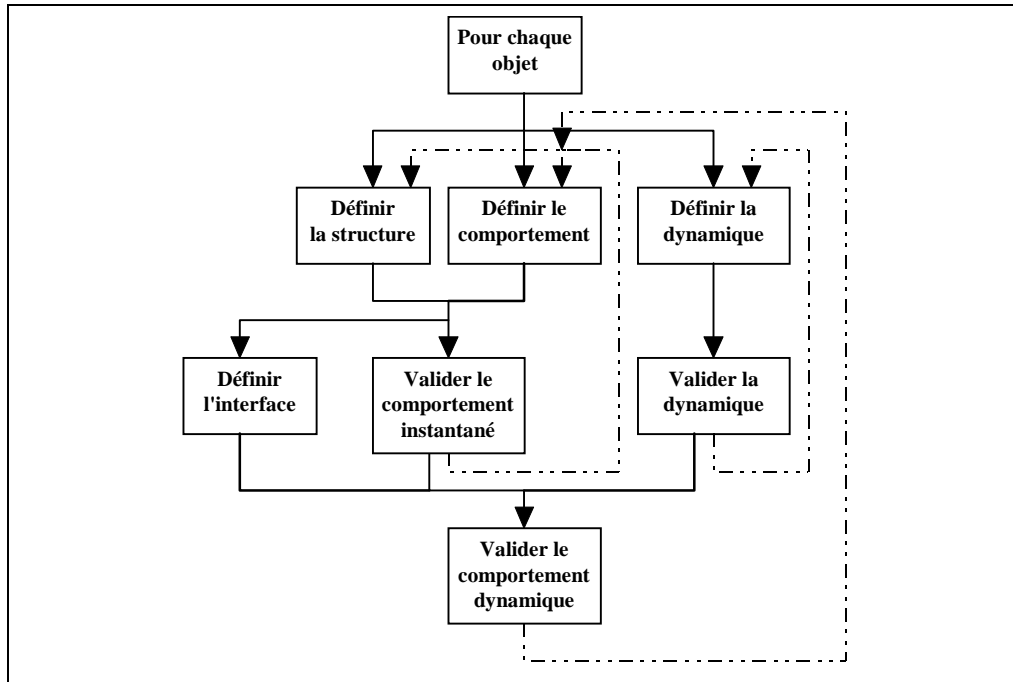 Pour chaque
objet
Définir
la structure
Définir le
comportement
Définir la
dynamique
Définir
l'interface
Valider le
comportement
instantané
Valider la
dynamique
Valider le
comportement
dynamique